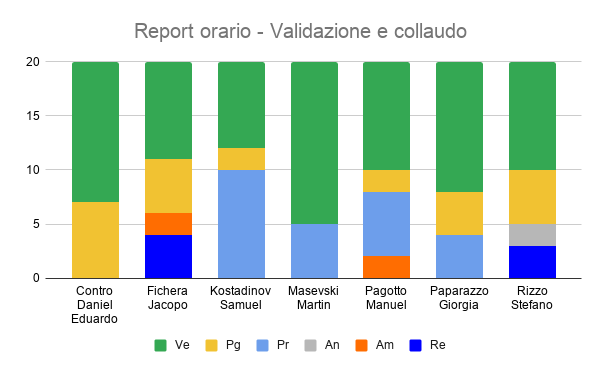 Report orario - Validazione e collaudo
20
15
10
5
0
Contro
Daniel
Eduardo
Fichera
Jacopo
Kostadinov
Samuel
Masevski
Martin
Pagotto
Manuel
Paparazzo
Giorgia
Rizzo
Stefano
Ve Pg Pr An Am Re